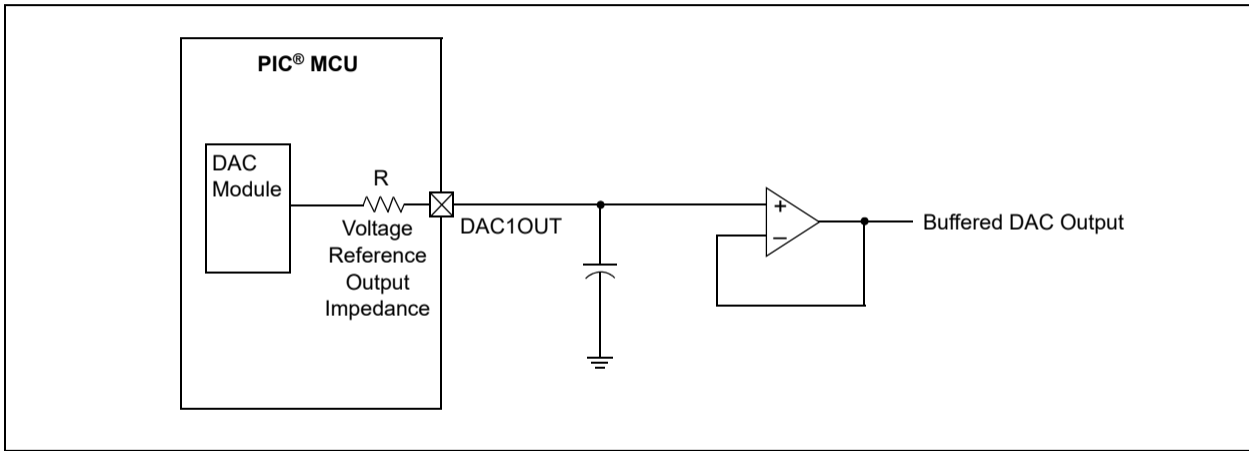 PIC® MCU
DAC
Module
R
Voltage
Reference
Output
Impedance
DAC1OUT
+
−
Buffered DAC Output